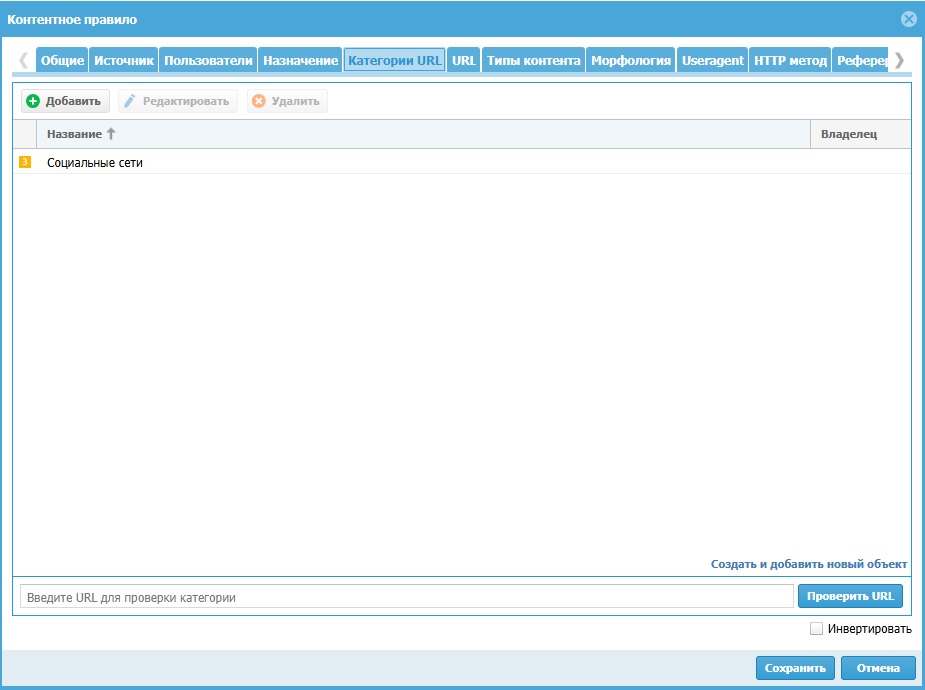 Контентное правило
Общие Источник Пользователи Назначение Категории URL URL Типы контента Морфология Useragent HTTP метод Рефере
Добавить Редактировать Удалить
Название Владелец
3 Социальные сети
Создать и добавить новый объект
Введите URL для проверки категории Проверить URL
Инвертировать
Сохранить Отмена